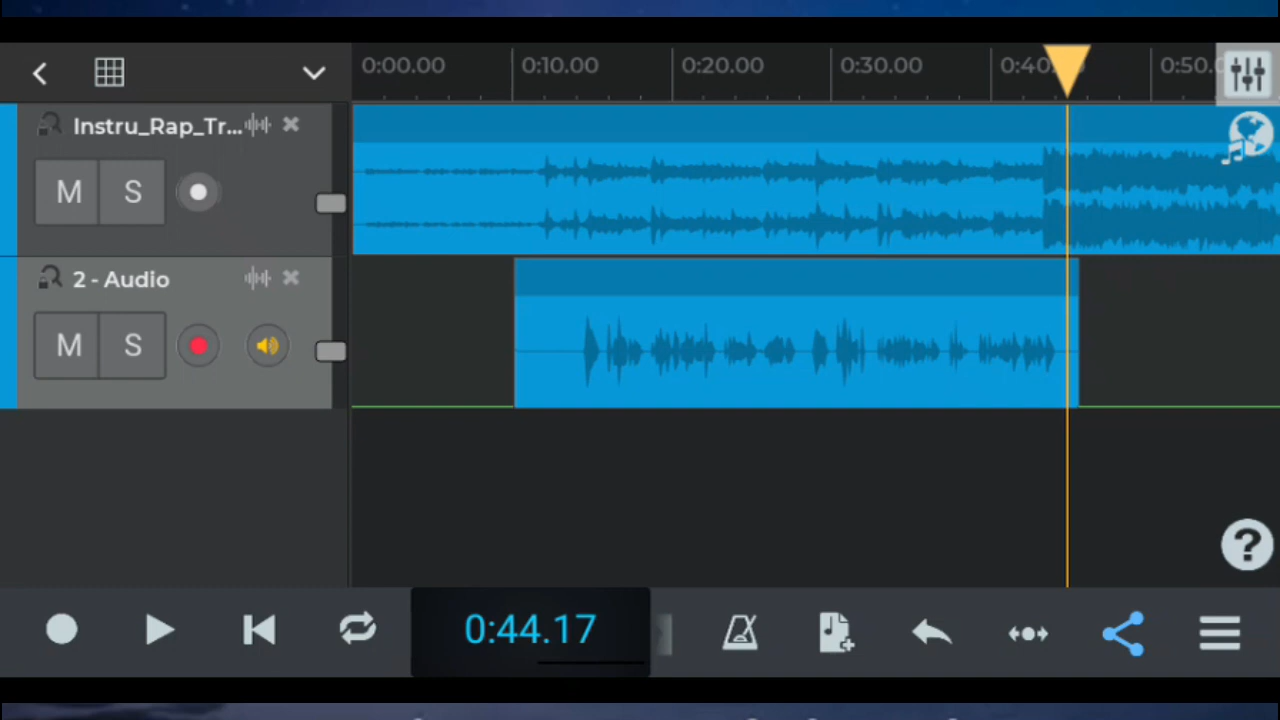 0:00.00 0:10.00 0:20.00 0:30.00 0:40. 0:50.
Instru_Rap_Tr...
M S
2 - Audio
M S
?
0:44.17